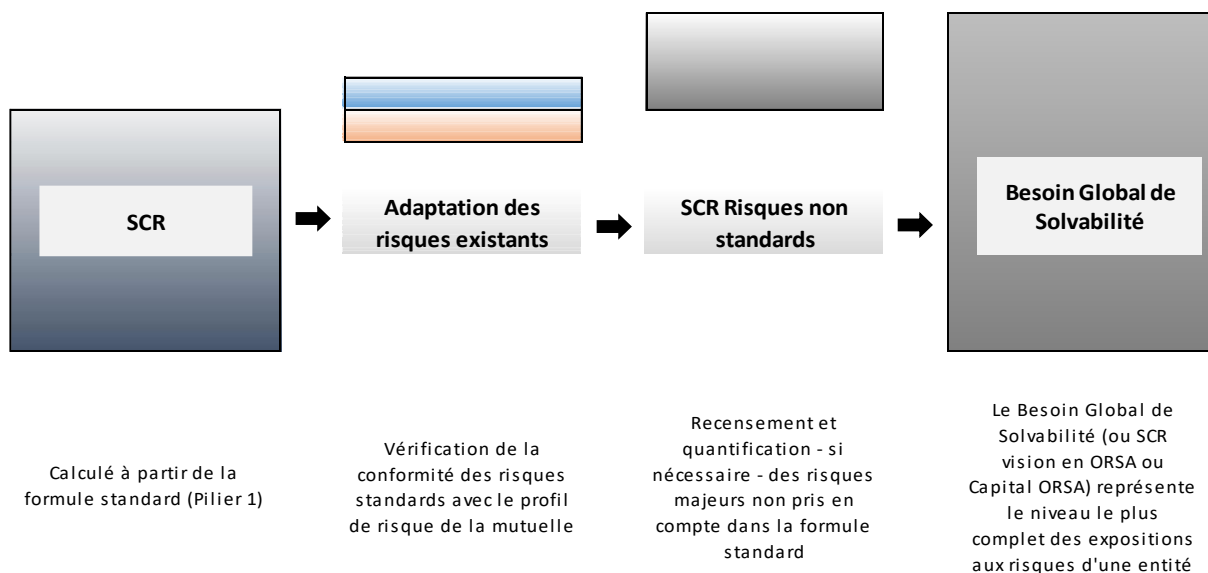 SCR
Adaptation des
risques existants
SCR Risques non
standards
Besoin Global de
Solvabilité
Calculé à partir de la
formule standard (Pilier 1)
Vérification de la
conformité des risques
standards avec le profil
de risque de la mutuelle
Recensement et
quantification - si
nécessaire - des risques
majeurs non pris en
compte dans la formule
standard
Le Besoin Global de
Solvabilité (ou SCR
vision en ORSA ou
Capital ORSA) représente
le niveau le plus
complet des expositions
aux risques d'une entité